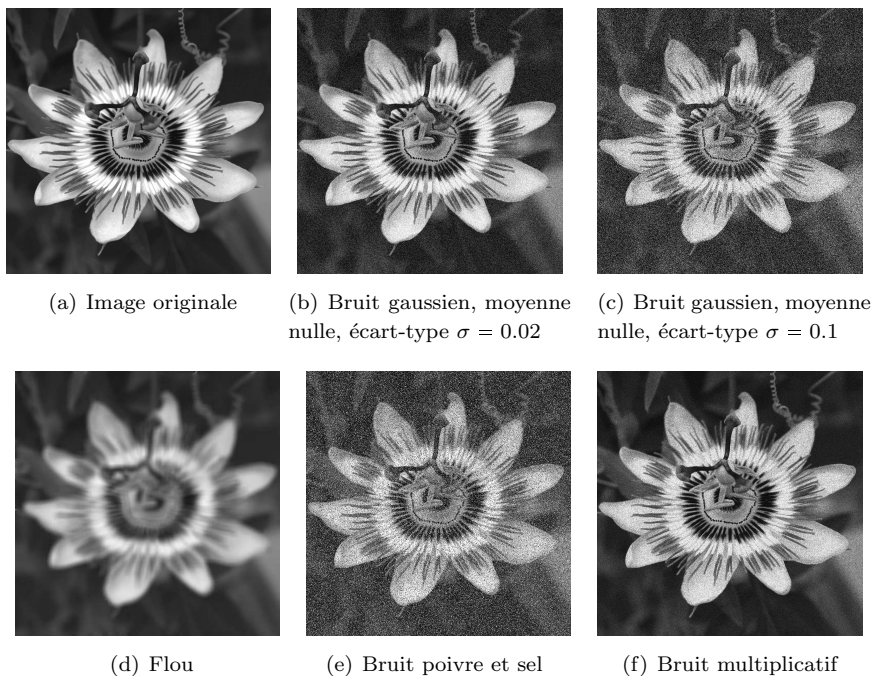 (a) Image originale
(b) Bruit gaussien, moyenne
nulle, écart-type σ = 0.02
(c) Bruit gaussien, moyenne
nulle, écart-type σ = 0.1
(d) Flou
(e) Bruit poivre et sel
(f) Bruit multiplicatif